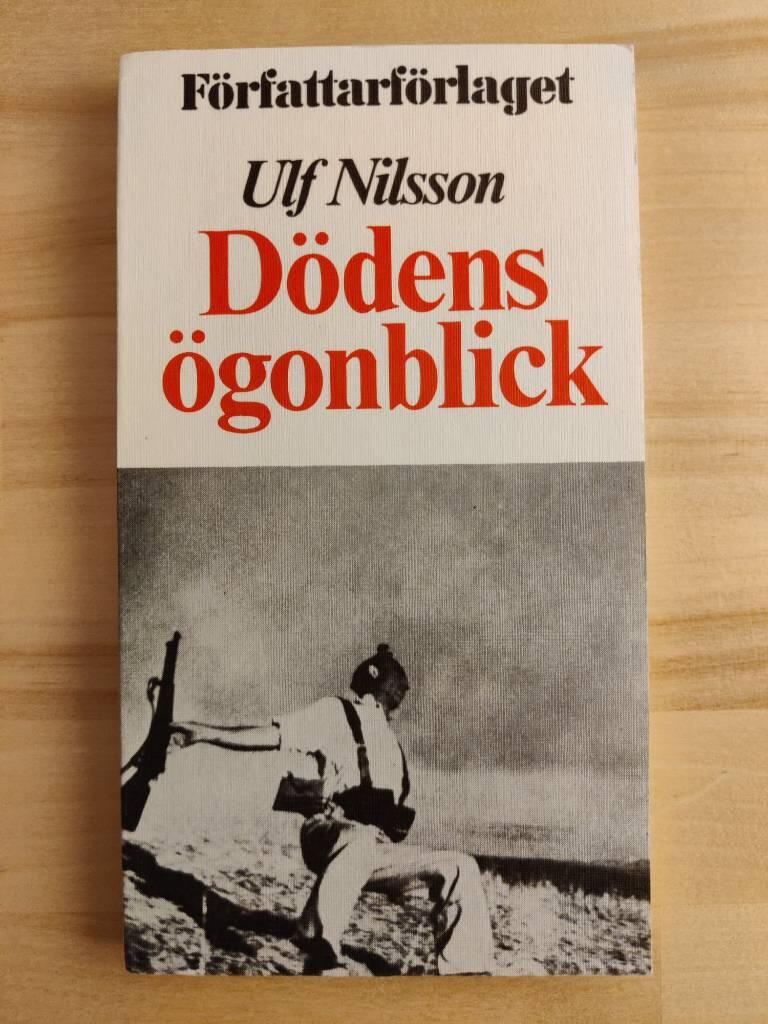 Författarförlaget
Ulf Nilsson
Dödens
ögonblick